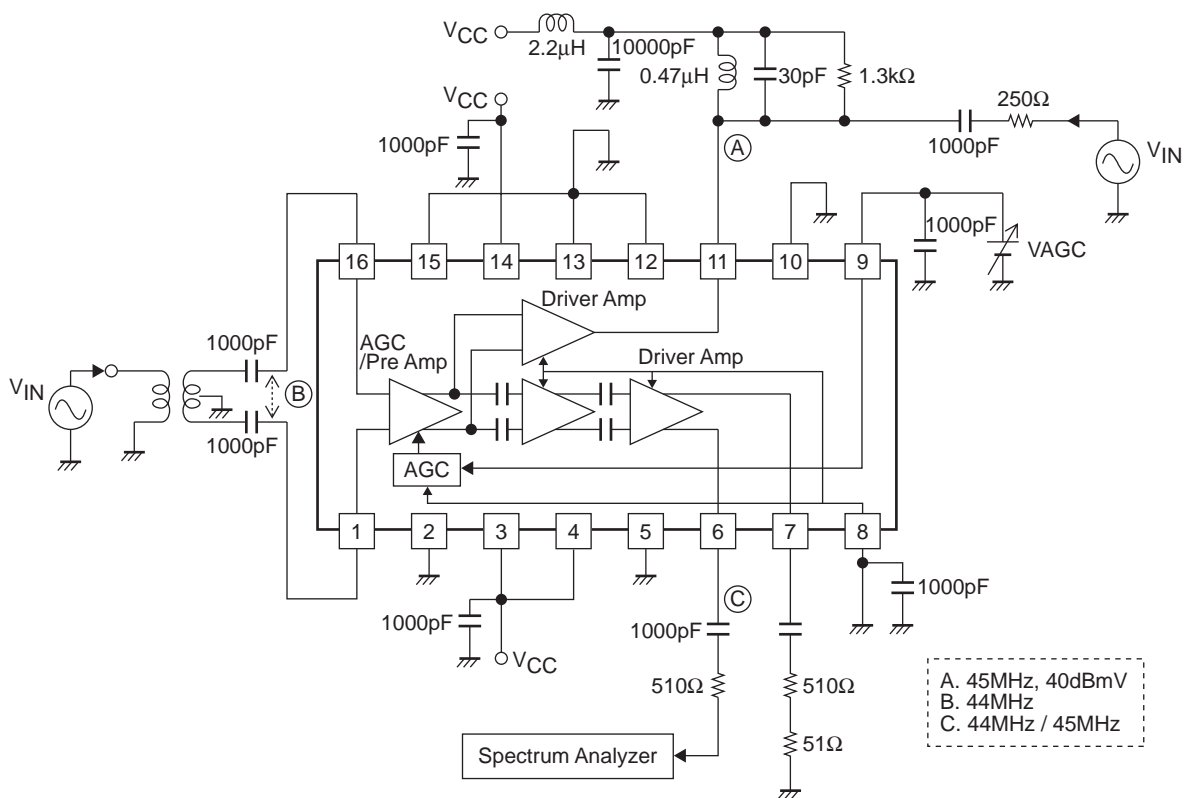 VCC
2.2μH
10000pF
0.47μH
30pF
1.3kΩ
250Ω
VCC
1000pF
A
1000pF
VIN
1000pF
VAGC
16
15
14
13
12
11
10
9
Driver Amp
AGC
/Pre Amp
Driver Amp
1000pF
VIN
B
1000pF
AGC
1
2
3
4
5
6
7
8
1000pF
VCC
C
1000pF
1000pF
510Ω
510Ω
51Ω
Spectrum Analyzer
A. 45MHz, 40dBmV
B. 44MHz
C. 44MHz / 45MHz